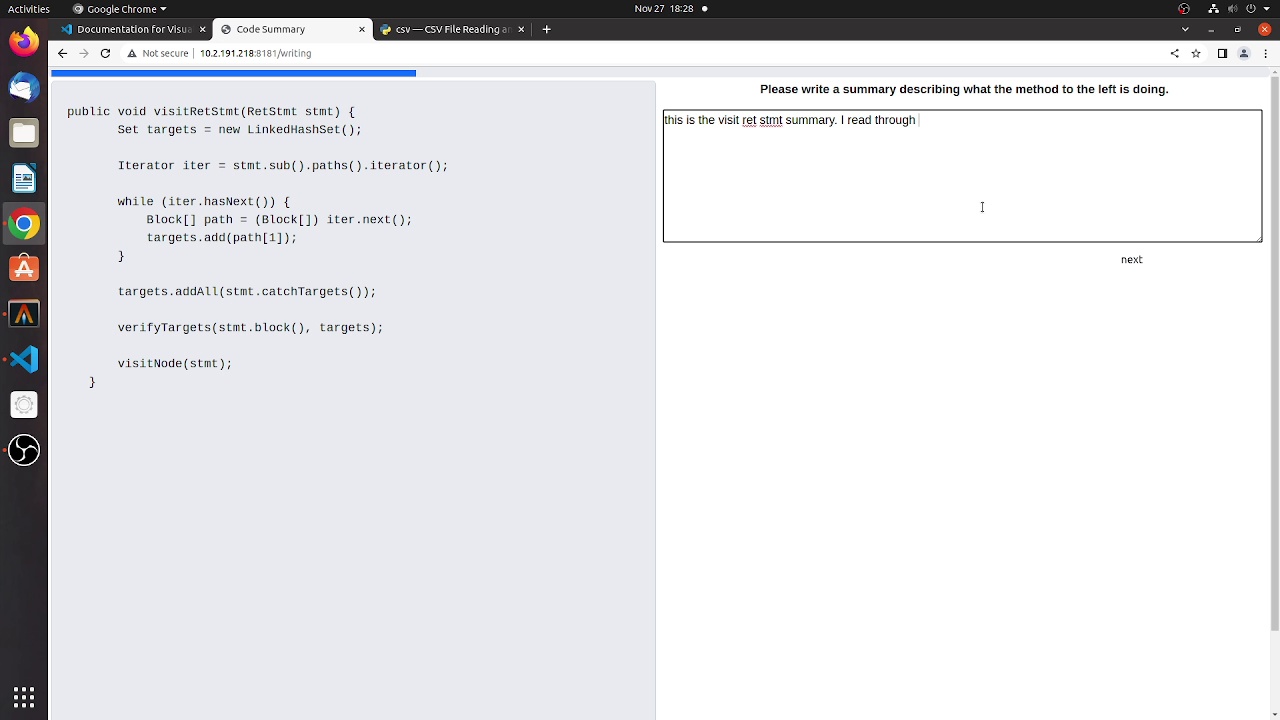 Activities
Google Chrome
Nov 27 18:28
Documentation for Visua
Code Summary
csv — CSV File Reading an
Not secure
10.2.191.218:8181/writing
public void visitRetStmt(RetStmt stmt) {
Set targets = new LinkedHashSet();
Iterator iter = stmt.sub().paths().iterator();
while (iter.hasNext()) {
Block[] path = (Block[]) iter.next();
targets.add(path[1]);
}
targets.addAll(stmt.catchTargets());
verifyTargets(stmt.block(), targets);
visitNode(stmt);
}
Please write a summary describing what the method to the left is doing.
this is the visit ret stmt summary. I read through
next